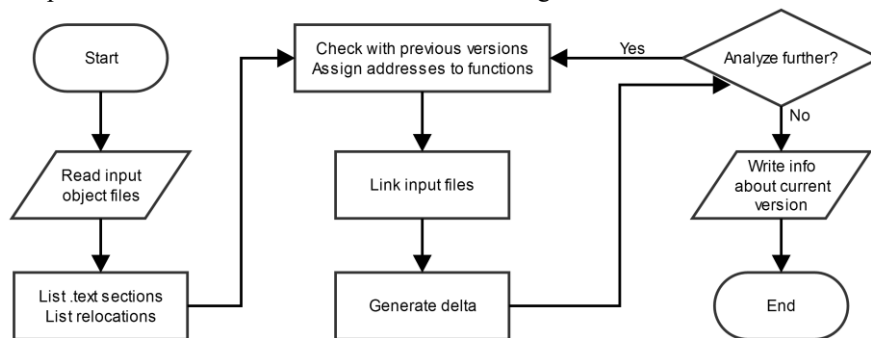 Start
Read input
object files
List .text sections
List relocations
Check with previous versions
Assign addresses to functions
Link input files
Generate delta
Yes
Analyze further?
No
Write info
about current
version
End